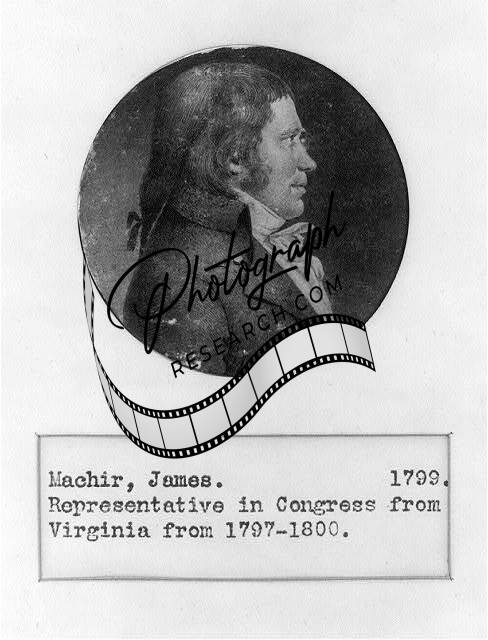 Photograph
RESEARCH.COM
Machir, James. 1799.
Representative in Congress from
Virginia from 1797-1800.